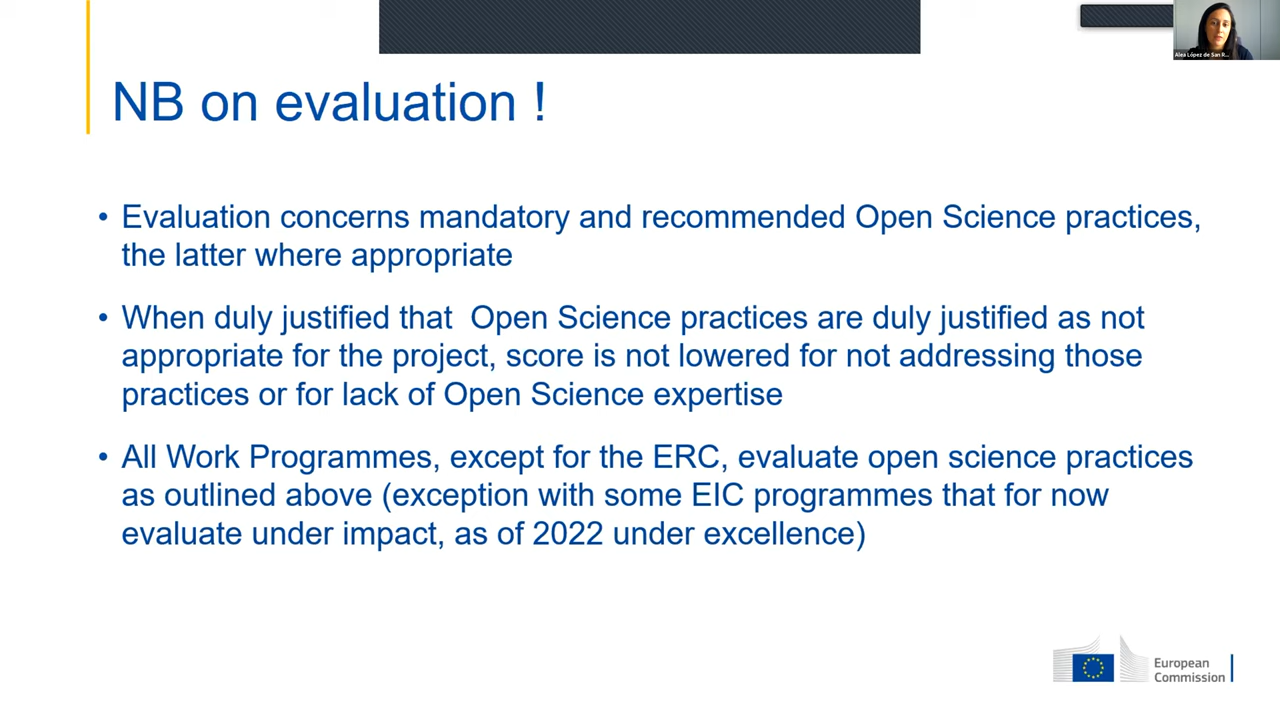 Alea López de San R...
NB on evaluation !
• Evaluation concerns mandatory and recommended Open Science practices,
the latter where appropriate
• When duly justified that  Open Science practices are duly justified as not
appropriate for the project, score is not lowered for not addressing those
practices or for lack of Open Science expertise
• All Work Programmes, except for the ERC, evaluate open science practices
as outlined above (exception with some EIC programmes that for now
evaluate under impact, as of 2022 under excellence)
European
Commission